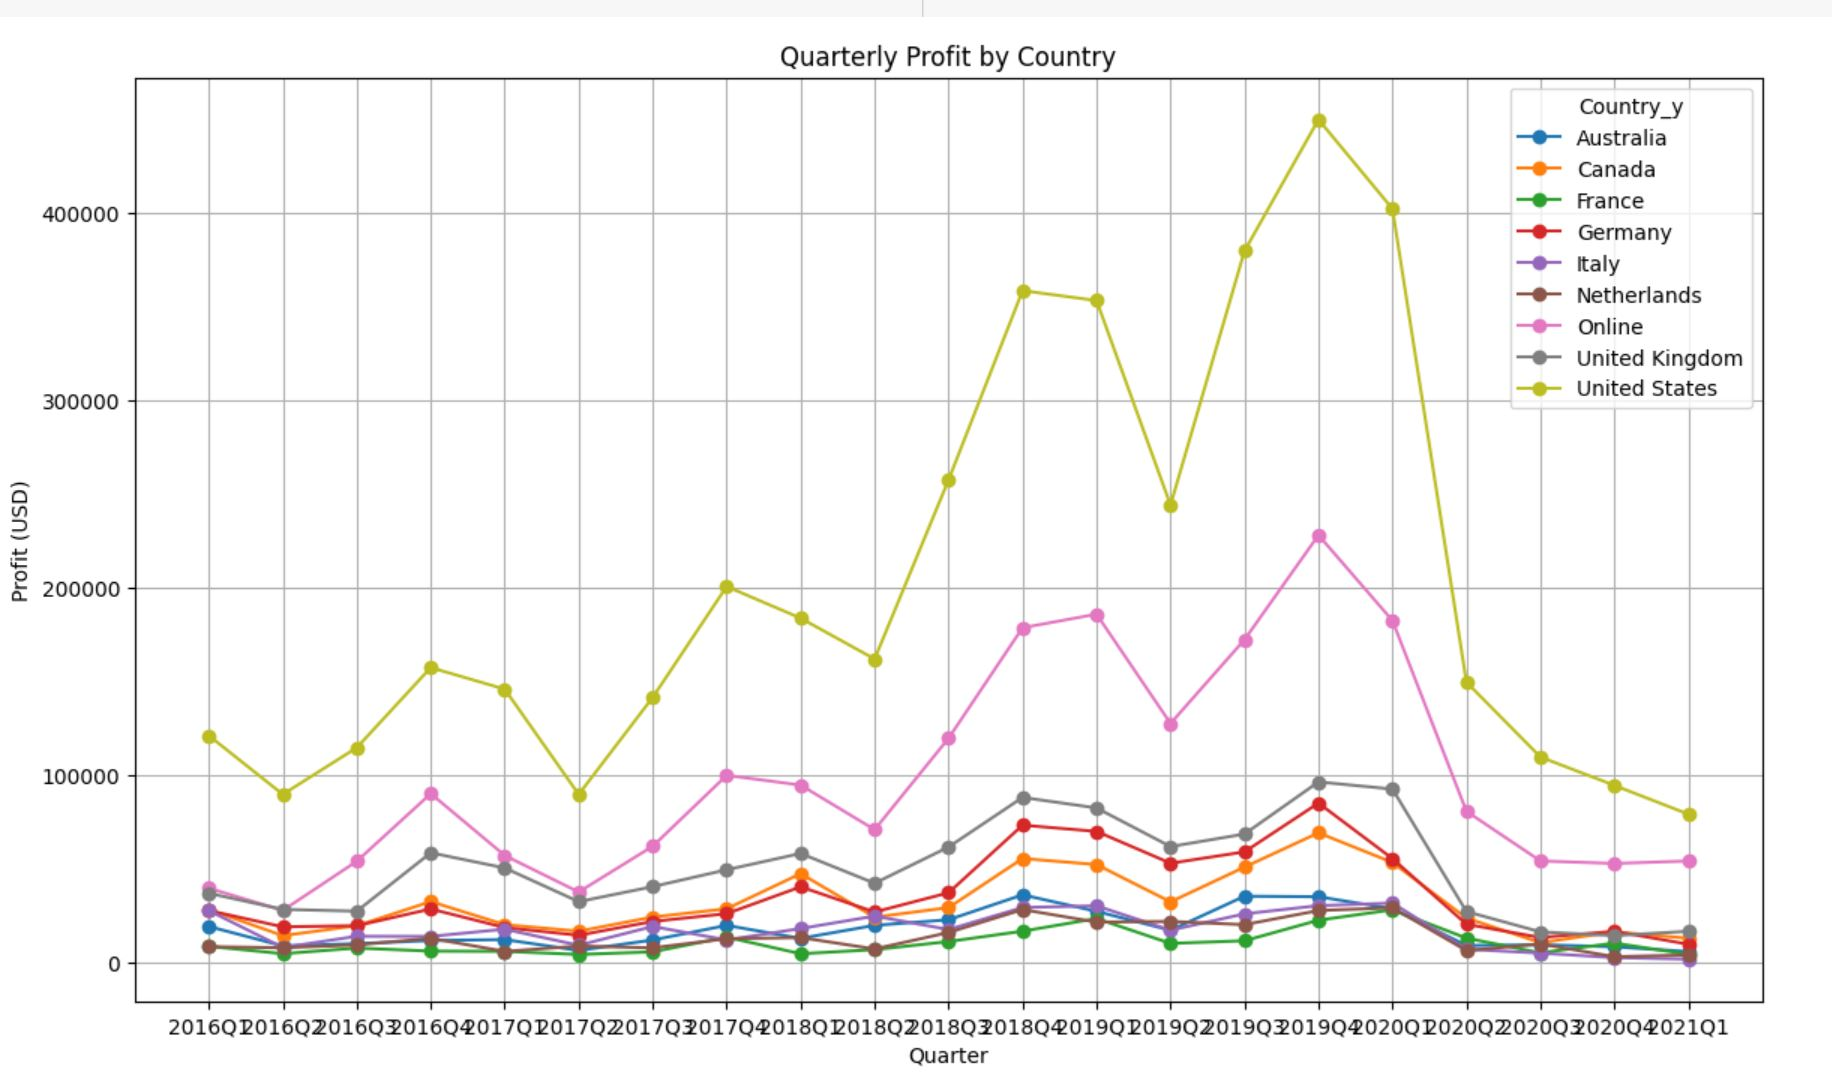 Quarterly Profit by Country
Country_y
Australia
Canada
France
Germany
Italy
Netherlands
Online
United Kingdom
United States
400000
300000
200000
100000
0
Profit (USD)
2016Q1 2016Q2 2016Q3 2016Q4 2017Q1 2017Q2 2017Q3 2017Q4 2018Q1 2018Q2 2018Q3 2018Q4 2019Q1 2019Q2 2019Q3 2019Q4 2020Q1 2020Q2 2020Q3 2020Q4 2021Q1
Quarter